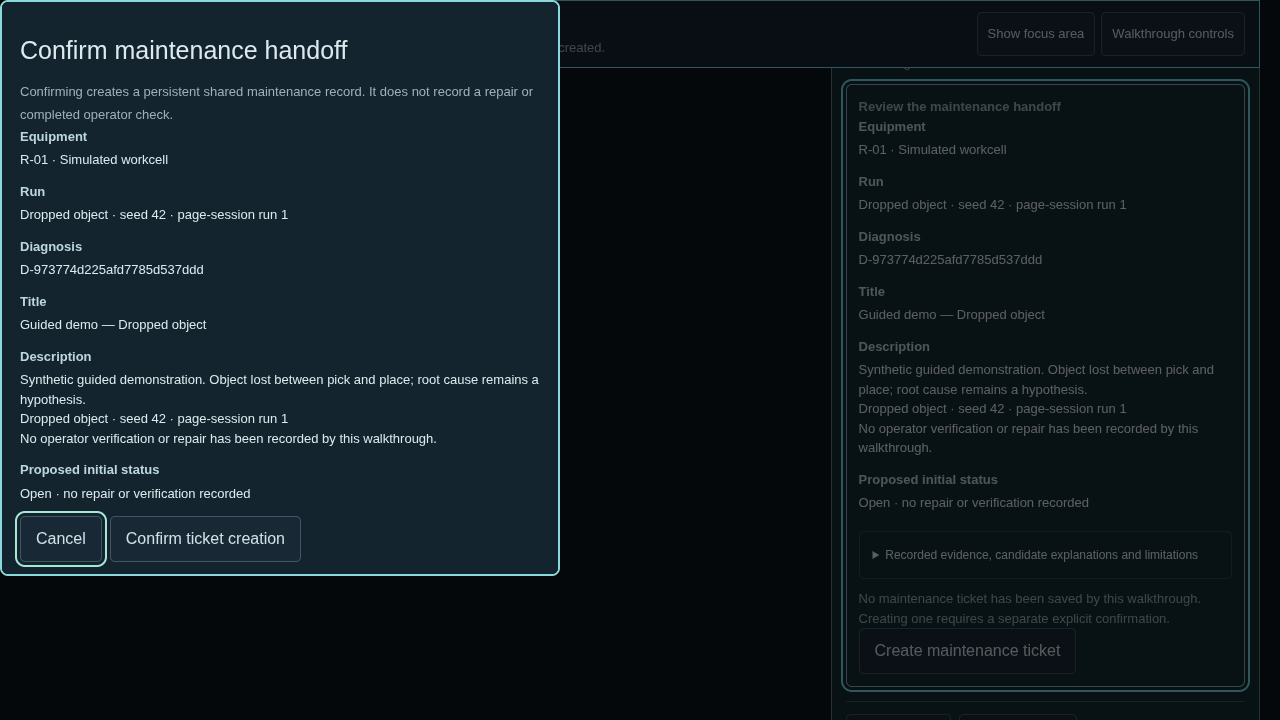 Confirm maintenance handoff
Confirming creates a persistent shared maintenance record. It does not record a repair or
completed operator check.
Equipment
R-01 · Simulated workcell
Run
Dropped object · seed 42 · page-session run 1
Diagnosis
D-973774d225afd7785d537ddd
Title
Guided demo — Dropped object
Description
Synthetic guided demonstration. Object lost between pick and place; root cause remains a
hypothesis.
Dropped object · seed 42 · page-session run 1
No operator verification or repair has been recorded by this walkthrough.
Proposed initial status
Open · no repair or verification recorded
Cancel
Confirm ticket creation
created.
Show focus area
Walkthrough controls
Review the maintenance handoff
Equipment
R-01 · Simulated workcell
Run
Dropped object · seed 42 · page-session run 1
Diagnosis
D-973774d225afd7785d537ddd
Title
Guided demo — Dropped object
Description
Synthetic guided demonstration. Object lost between pick and
place; root cause remains a hypothesis.
Dropped object · seed 42 · page-session run 1
No operator verification or repair has been recorded by this
walkthrough.
Proposed initial status
Open · no repair or verification recorded
Recorded evidence, candidate explanations and limitations
No maintenance ticket has been saved by this walkthrough.
Creating one requires a separate explicit confirmation.
Create maintenance ticket